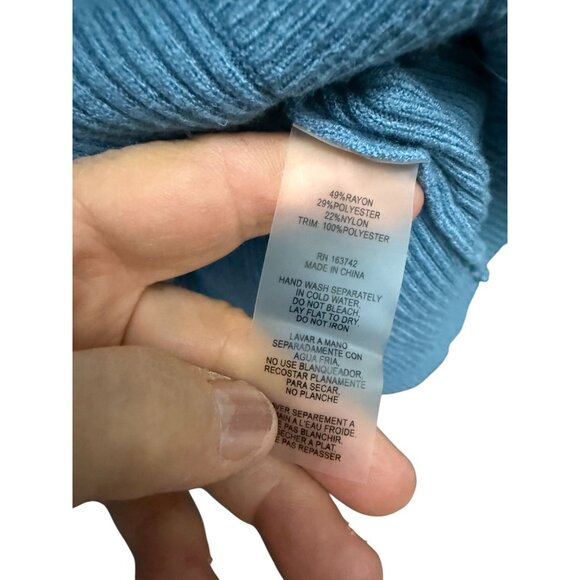 49%RAYON
29%POLYESTER
22%NYLON
TRIM: 100%POLYESTER
RN 163742
MADE IN CHINA
HAND WASH SEPARATELY
IN COLD WATER.
DO NOT BLEACH.
LAY FLAT TO DRY.
DO NOT IRON
LAVAR A MANO
SEPARADAMENTE CON
AGUA FRIA.
NO USE BLANQUEADOR.
RECOSTAR PLANAMENTE
PARA SECAR.
NO PLANCHE
SEPAREMENT A
A L'EAU FROIDE.
PAS BLANCHIR.
A PLAT
PAS REPASSER